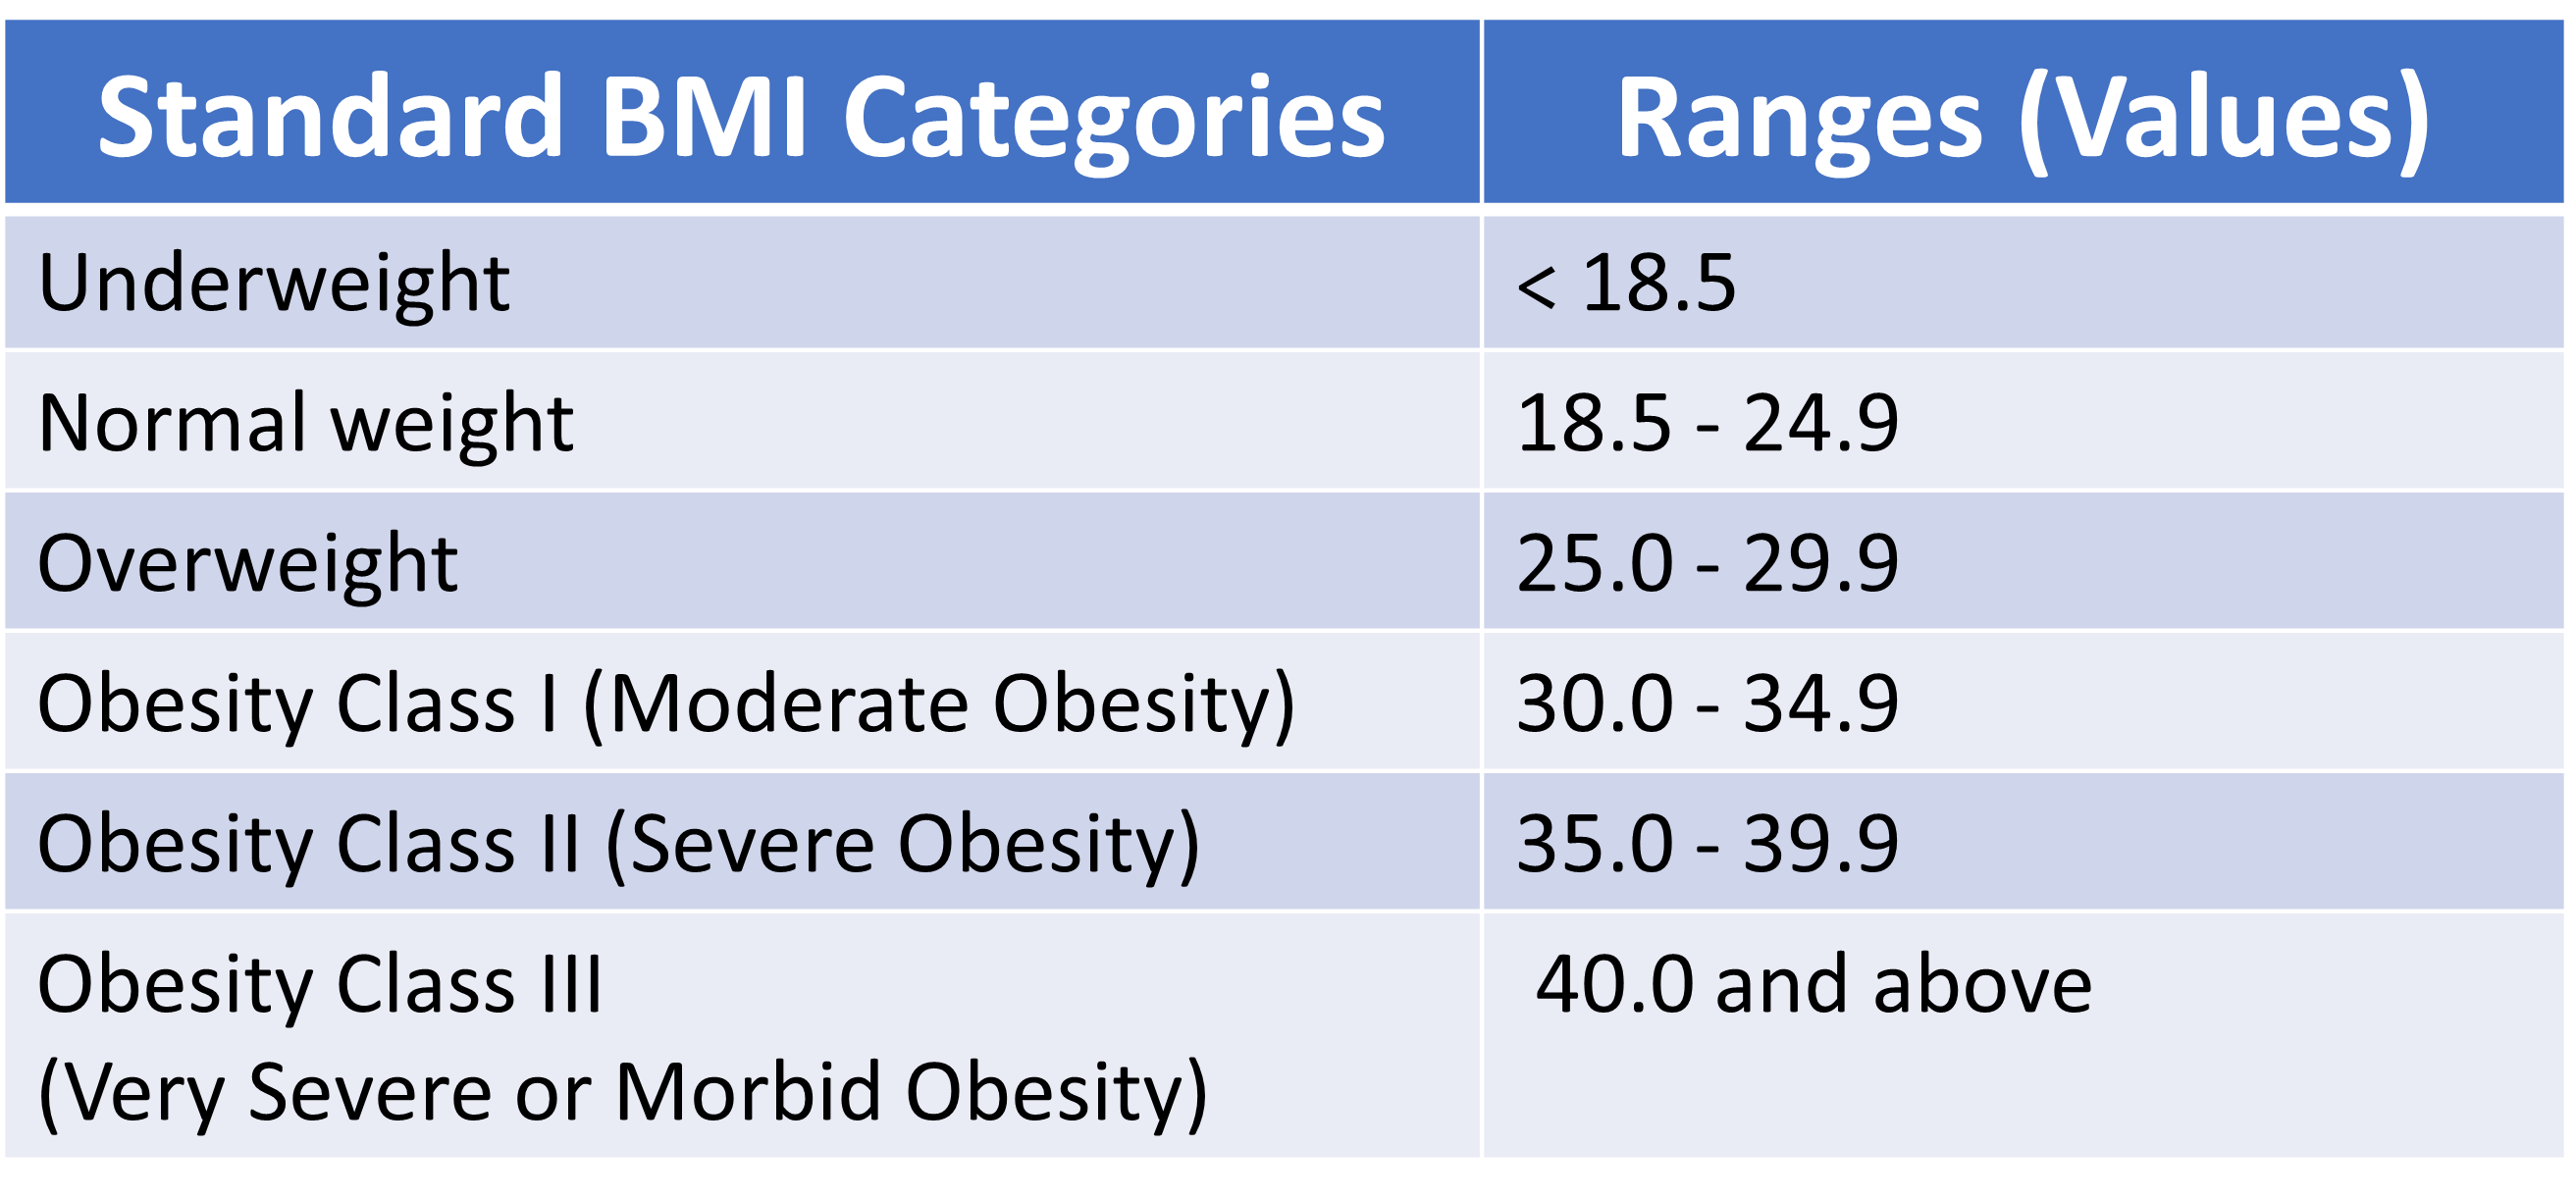 Standard BMI Categories Ranges (Values)
Underweight < 18.5
Normal weight 18.5 - 24.9
Overweight 25.0 - 29.9
Obesity Class I (Moderate Obesity) 30.0 - 34.9
Obesity Class II (Severe Obesity) 35.0 - 39.9
Obesity Class III 40.0 and above
(Very Severe or Morbid Obesity)